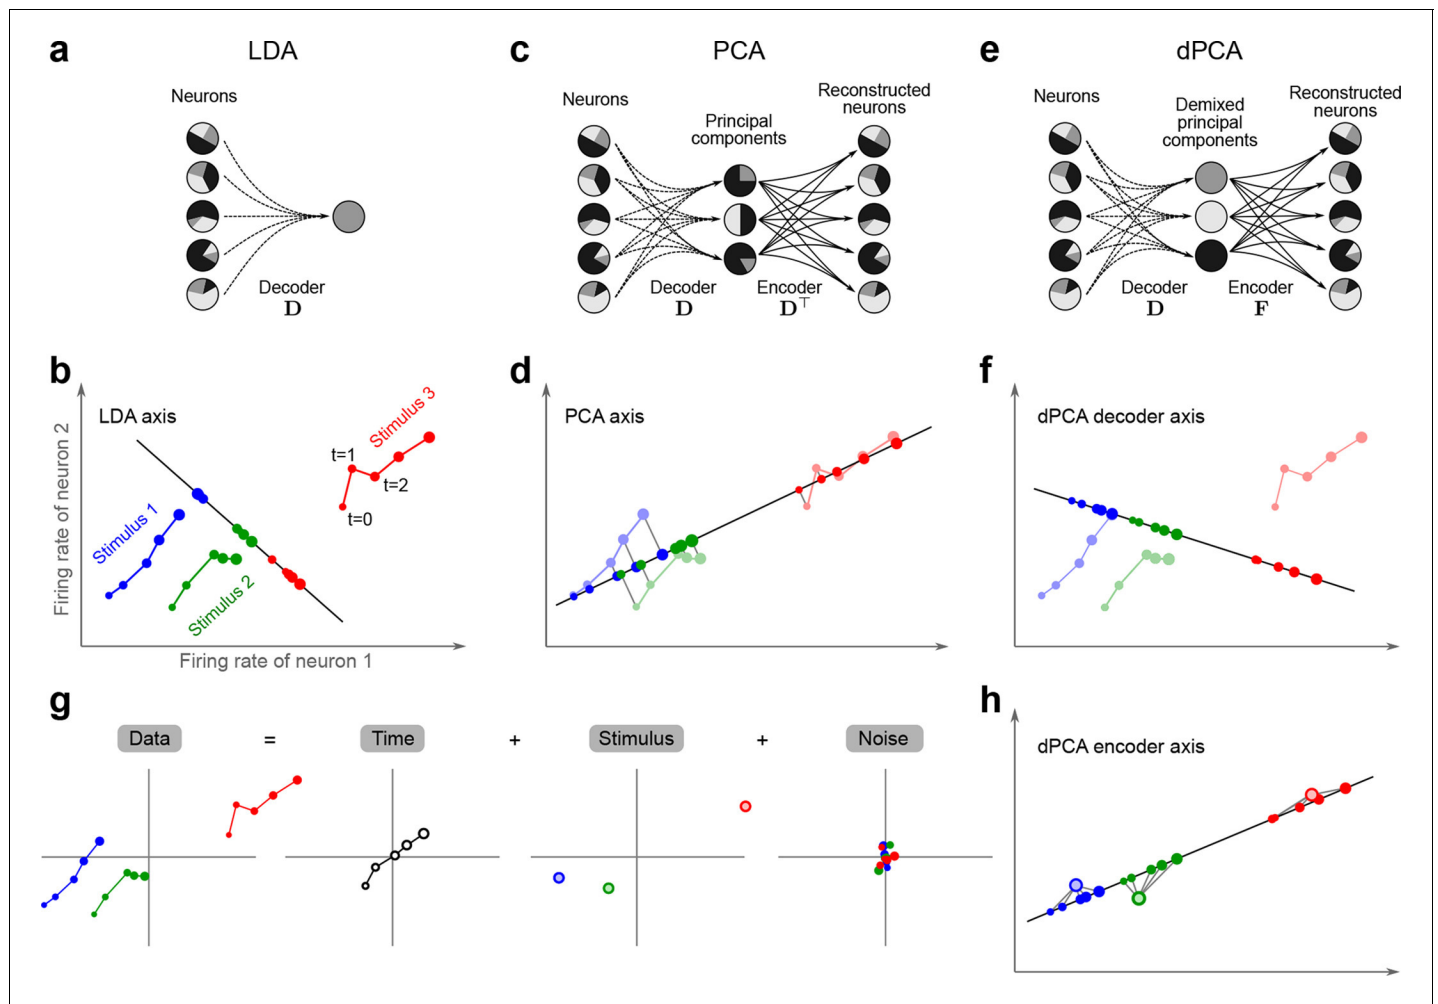 a
LDA
Neurons
Decoder
D
c
PCA
Neurons
Principal
components
Reconstructed
neurons
Decoder
D
Encoder
D⊤
e
dPCA
Neurons
Demixed
principal
components
Reconstructed
neurons
Decoder
D
Encoder
F
b
LDA axis
Firing rate of neuron 2
Firing rate of neuron 1
Stimulus 1
Stimulus 2
Stimulus 3
t=1
t=2
t=0
d
PCA axis
f
dPCA decoder axis
g
Data = Time + Stimulus + Noise
h
dPCA encoder axis